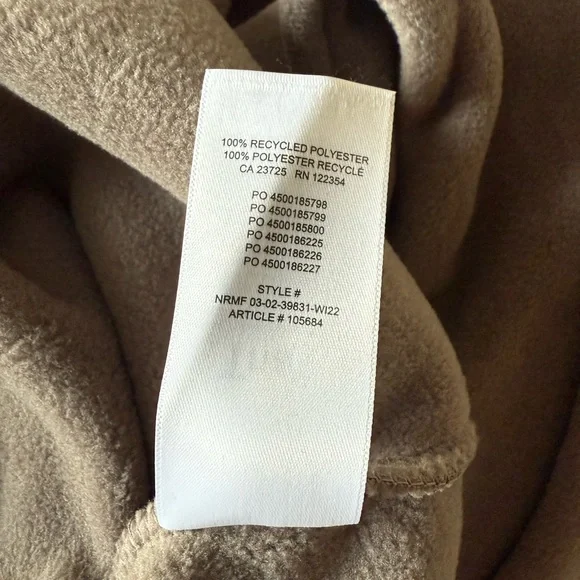 100% RECYCLED POLYESTER
100% POLYESTER RECYCLÉ
CA 23725 RN 122354
PO 4500185798
PO 4500185799
PO 4500185800
PO 4500186225
PO 4500186226
PO 4500186227
STYLE #
NRMF 03-02-39831-WI22
ARTICLE # 105684